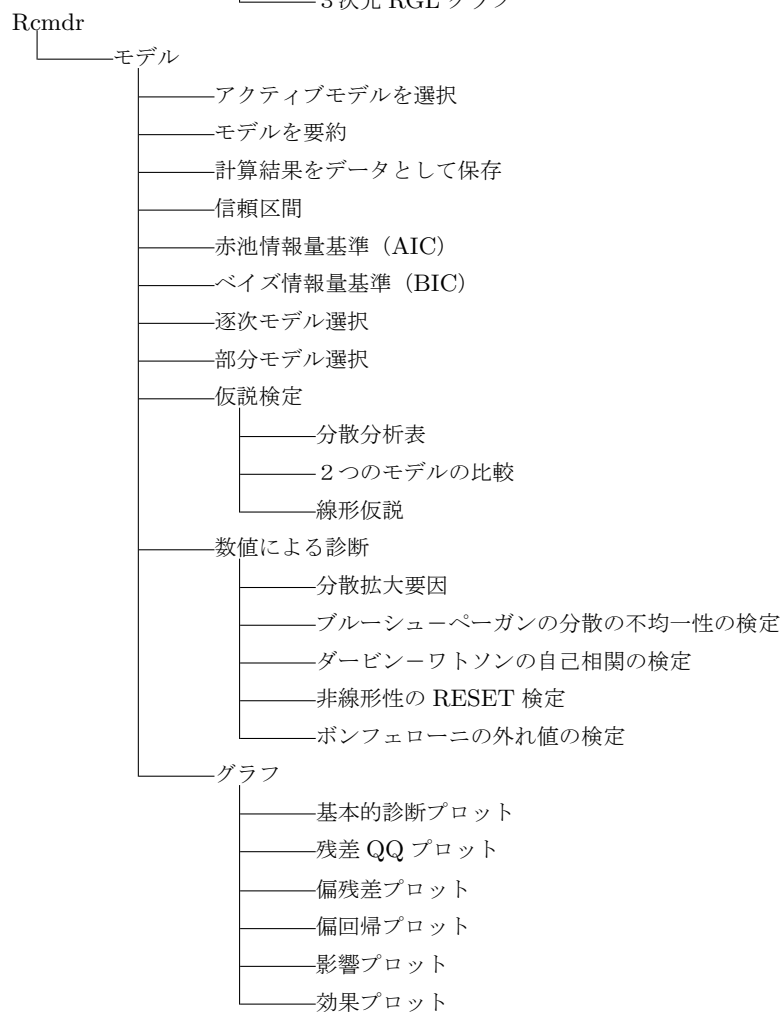 3次元 RGL グラフ
Rcmdr
モデル
アクティブモデルを選択
モデルを要約
計算結果をデータとして保存
信頼区間
赤池情報量基準（AIC）
ベイズ情報量基準（BIC）
逐次モデル選択
部分モデル選択
仮説検定
分散分析表
２つのモデルの比較
線形仮説
数値による診断
分散拡大要因
ブルーシュ−ペーガンの分散の不均一性の検定
ダービン−ワトソンの自己相関の検定
非線形性の RESET 検定
ボンフェローニの外れ値の検定
グラフ
基本的診断プロット
残差 QQ プロット
偏残差プロット
偏回帰プロット
影響プロット
効果プロット